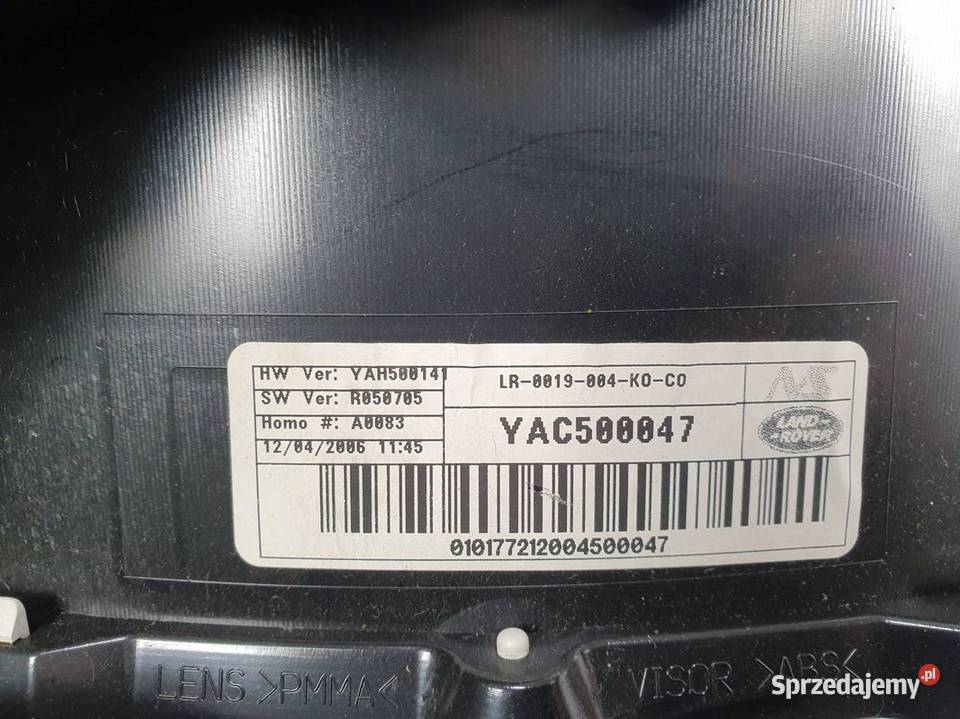 HW Ver: YAH500141
SW Ver: R050705
Homo #: A0083
12/04/2006 11:45
LR-0019-004-KO-CO
YAC500047
LAND-
-ROVER
010177212004500047
LENS >PMMA<
VISOR >ABS<
Sprzedajemy.pl